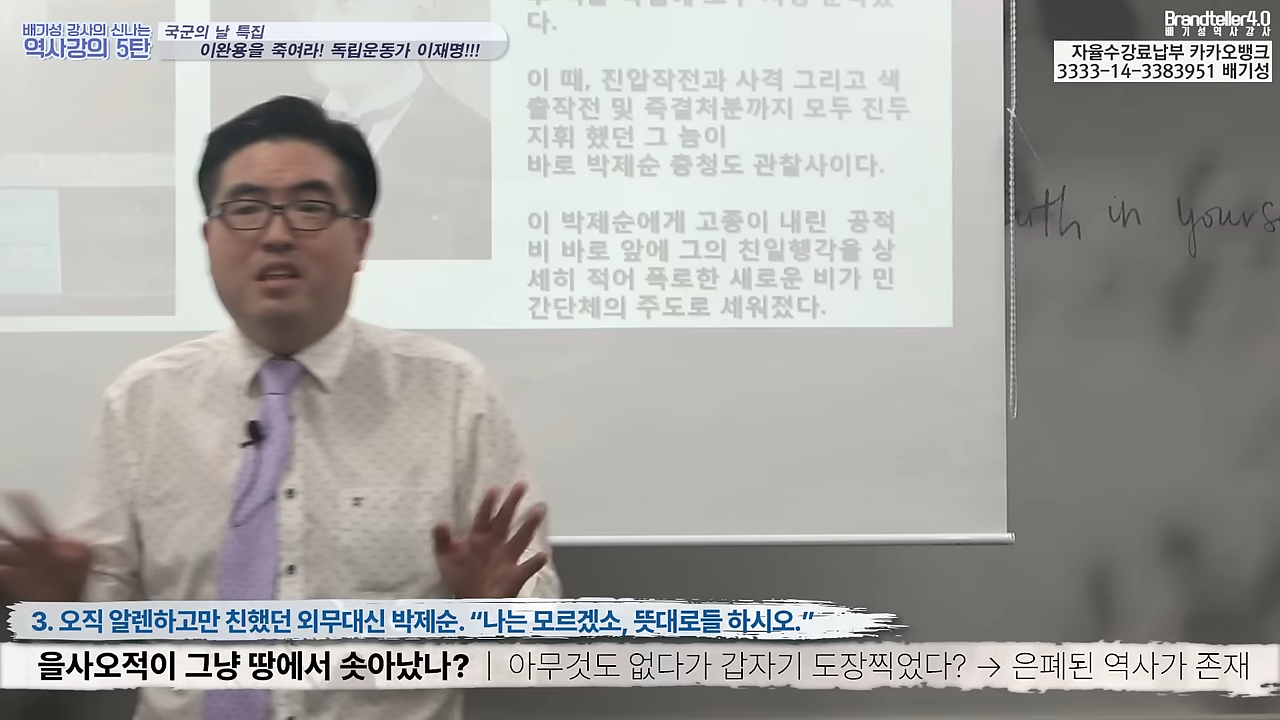 배기성 강사의 신나는
역사강의 5탄
국군의 날 특집
이완용을 죽여라! 독립운동가 이재명!!!
Brandteller4.0
배기성역사강사
자율수강료납부 카카오뱅크
3333-14-3383951 배기성
다.
이 때, 진압작전과 사격 그리고 색
출작전 및 즉결처분까지 모두 진두
지휘 했던 그 놈이
바로 박제순 충청도 관찰사이다.
이 박제순에게 고종이 내린 공적
비 바로 앞에 그의 친일행각을 상
세히 적어 폭로한 새로운 비가 민
간단체의 주도로 세워졌다.
in yours
3. 오직 알렌하고만 친했던 외무대신 박제순. “나는 모르겠소, 뜻대로들 하시오.”
을사오적이 그냥 땅에서 솟아났나? | 아무것도 없다가 갑자기 도장찍었다? → 은폐된 역사가 존재